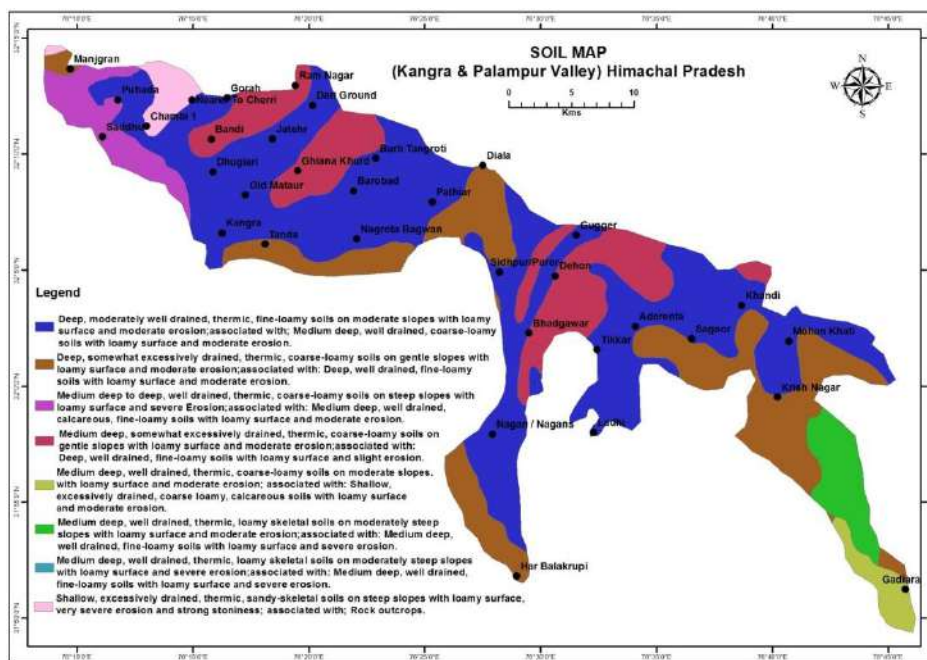 SOIL MAP
(Kangra & Palampur Valley) Himachal Pradesh
0 2 4 6 8 10
Kms
N
W E
S
Manjgran
Ram Nagar
Gorah
Puhada
Chambi 1
Saddhu
Bandi
Jatehr
Ghiana Khurd
Diala
Dhugiari
Old Mataur
Barobad
Pathiar
Kangra
Tanda
Nagrota Bagwan
Gugger
Dehon
Khandi
Bhadgawar
Tikkar
Mohan Khati
Krish Nagar
Nagan / Nagans
Har Balakrupi
Gadiara
Legend
Deep, moderately well drained, thermic, fine-loamy soils on moderate slopes with loamy
surface and moderate erosion;associated with; Medium deep, well drained, coarse-loamy
soils with loamy surface and moderate erosion.
Deep, somewhat excessively drained, thermic, coarse-loamy soils on gentle slopes with
loamy surface and moderate erosion;associated with: Deep, well drained, fine-loamy
soils with loamy surface and moderate erosion.
Medium deep to deep, well drained, thermic, coarse-loamy soils on steep slopes with
loamy surface and severe Erosion;associated with: Medium deep, well drained,
calcareous, fine-loamy soils with loamy surface and moderate erosion.
Medium deep, somewhat excessively drained, thermic, coarse-loamy soils on
gentle slopes with loamy surface and moderate erosion;associated with:
Deep, well drained, fine-loamy soils with loamy surface and slight erosion.
Medium deep, well drained, thermic, coarse-loamy soils on moderate slopes.
with loamy surface and moderate erosion; associated with: Shallow,
excessively drained, coarse loamy, calcareous soils with loamy surface
and moderate erosion.
Medium deep, well drained, thermic, loamy skeletal soils on moderately steep
slopes with loamy surface and moderate erosion;associated with: Medium deep,
well drained, fine-loamy soils with loamy surface and severe erosion.
Medium deep, well drained, thermic, loamy skeletal soils on moderately steep slopes
with loamy surface and severe erosion;associated with: Medium deep, well drained,
fine-loamy soils with loamy surface and severe erosion.
Shallow, excessively drained, thermic, sandy-skeletal soils on steep slopes with loamy surface,
very severe erosion and strong stoniness; associated with; Rock outcrops.